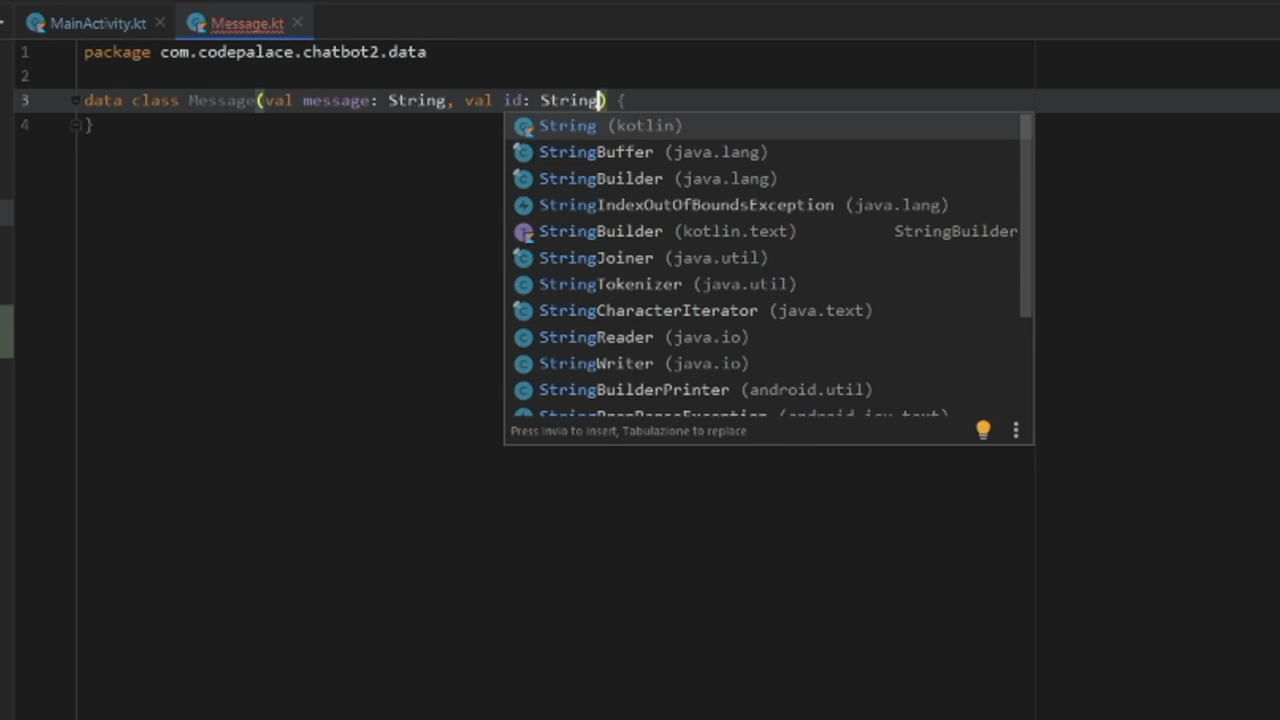 MainActivity.kt
Message.kt
1 package com.codepalace.chatbot2.data
2
3 data class Message(val message: String, val id: String) {
4 }
String (kotlin)
StringBuffer (java.lang)
StringBuilder (java.lang)
StringIndexOutOfBoundsException (java.lang)
StringBuilder (kotlin.text) StringBuilder
StringJoiner (java.util)
StringTokenizer (java.util)
StringCharacterIterator (java.text)
StringReader (java.io)
StringWriter (java.io)
StringBuilderPrinter (android.util)
Press Invio to insert, Tabulazione to replace